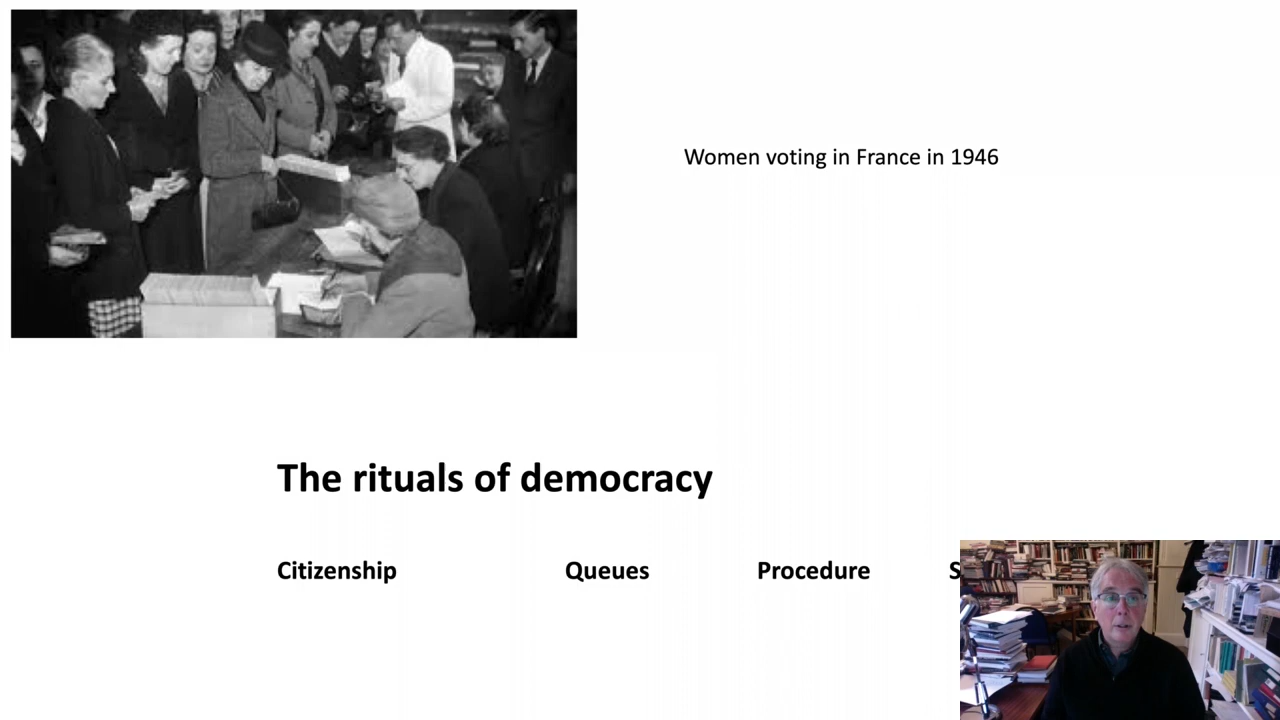 Women voting in France in 1946
The rituals of democracy
Citizenship Queues Procedure